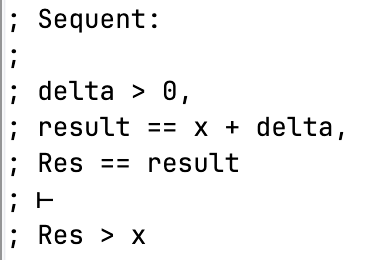 ; Sequent:
;
; delta > 0,
; result == x + delta,
; Res == result
; ⊢
; Res > x